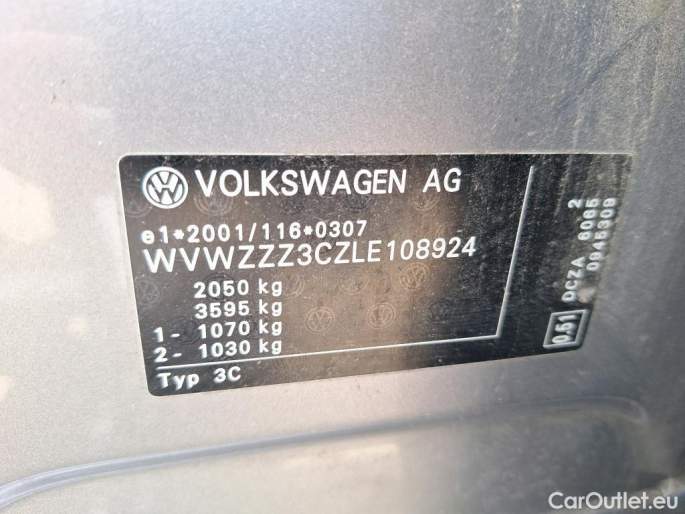 VOLKSWAGEN AG
e1*2001/116*0307
WVWZZZ3CZLE108924
2050 kg
3595 kg
1- 1070 kg
2- 1030 kg
Typ 3C
0.51
DCZA 6065 2
0945309
CarOutlet.eu